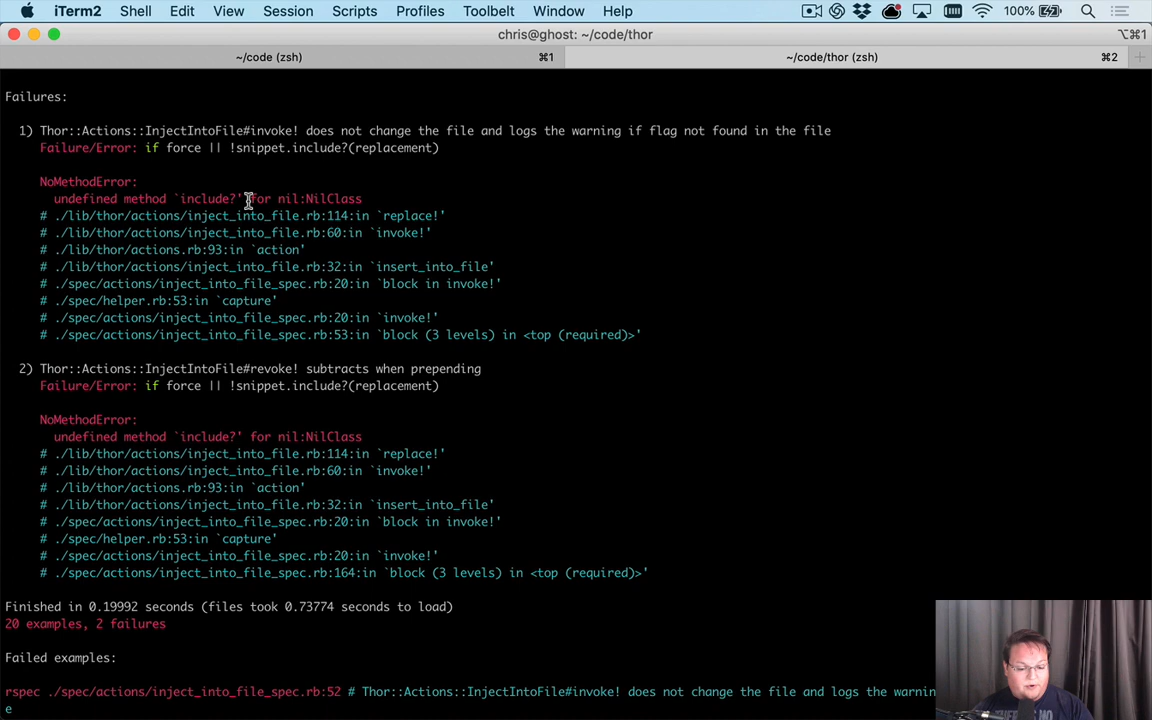 iTerm2 Shell Edit View Session Scripts Profiles Toolbelt Window Help 100%
chris@ghost: ~/code/thor ⌥⌘1
~/code (zsh) ⌘1 ~/code/thor (zsh) ⌘2
Failures:
1) Thor::Actions::InjectIntoFile#invoke! does not change the file and logs the warning if flag not found in the file
Failure/Error: if force || !snippet.include?(replacement)
NoMethodError:
undefined method `include?' for nil:NilClass
# ./lib/thor/actions/inject_into_file.rb:114:in `replace!'
# ./lib/thor/actions/inject_into_file.rb:60:in `invoke!'
# ./lib/thor/actions.rb:93:in `action'
# ./lib/thor/actions/inject_into_file.rb:32:in `insert_into_file'
# ./spec/actions/inject_into_file_spec.rb:20:in `block in invoke!'
# ./spec/helper.rb:53:in `capture'
# ./spec/actions/inject_into_file_spec.rb:20:in `invoke!'
# ./spec/actions/inject_into_file_spec.rb:53:in `block (3 levels) in <top (required)>'
2) Thor::Actions::InjectIntoFile#revoke! subtracts when prepending
Failure/Error: if force || !snippet.include?(replacement)
NoMethodError:
undefined method `include?' for nil:NilClass
# ./lib/thor/actions/inject_into_file.rb:114:in `replace!'
# ./lib/thor/actions/inject_into_file.rb:60:in `invoke!'
# ./lib/thor/actions.rb:93:in `action'
# ./lib/thor/actions/inject_into_file.rb:32:in `insert_into_file'
# ./spec/actions/inject_into_file_spec.rb:20:in `block in invoke!'
# ./spec/helper.rb:53:in `capture'
# ./spec/actions/inject_into_file_spec.rb:20:in `invoke!'
# ./spec/actions/inject_into_file_spec.rb:164:in `block (3 levels) in <top (required)>'
Finished in 0.19992 seconds (files took 0.73774 seconds to load)
20 examples, 2 failures
Failed examples:
rspec ./spec/actions/inject_into_file_spec.rb:52 # Thor::Actions::InjectIntoFile#invoke! does not change the file and logs the warnin
e